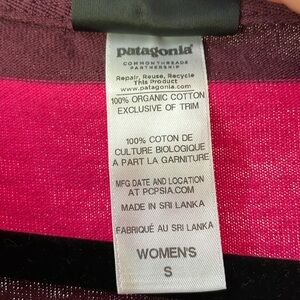 patagonia
COMMONTHREADS
PARTNERSHIP
Repair, Reuse, Recycle
This Product
www.patagonia.com
100% ORGANIC COTTON
EXCLUSIVE OF TRIM
100% COTON DE
CULTURE BIOLOGIQUE
A PART LA GARNITURE
MFG DATE AND LOCATION
AT PCPSIA.COM
MADE IN SRI LANKA
FABRIQUÉ AU SRI LANKA
WOMEN'S
S